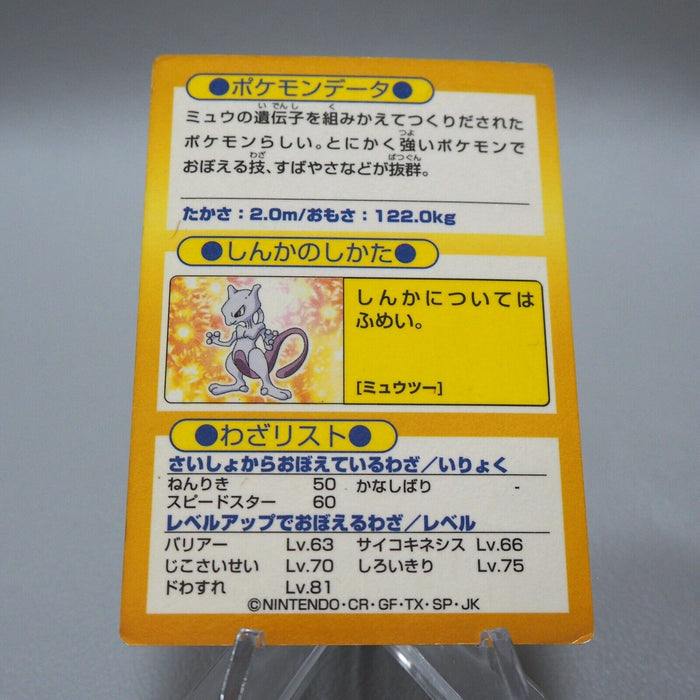 ●ポケモンデータ●
ミュウの遺伝子を組みかえてつくりだされた
ポケモンらしい。とにかく強いポケモンで
おぼえる技、すばやさなどが抜群。
たかさ：2.0m/おもさ：122.0kg
●しんかのしかた●
しんかについては
ふめい。
[ミュウツー]
●わざリスト●
さいしょからおぼえているわざ／いりょく
ねんりき 50 かなしばり -
スピードスター 60
レベルアップでおぼえるわざ／レベル
バリアー Lv.63 サイコキネシス Lv.66
じこさいせい Lv.70 しろいきり Lv.75
ドわすれ Lv.81
©NINTENDO・CR・GF・TX・SP・JK